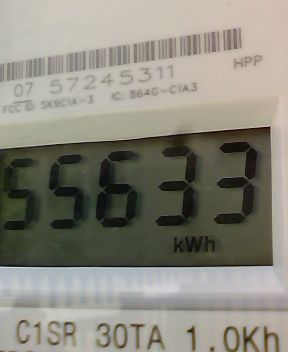 07 57245311 HPP
FCC ID: SK9C1A-3 IC: 864G-C1A3
55633
kWh
C1SR 30TA 1.0Kh